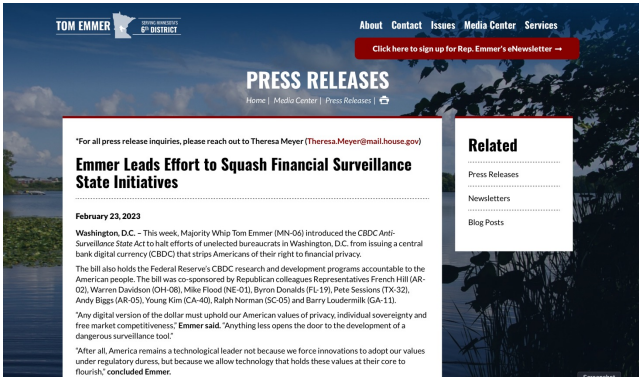 TOM EMMER
SERVING MINNESOTA'S
6th DISTRICT
About Contact Issues Media Center Services
Click here to sign up for Rep. Emmer's eNewsletter →
PRESS RELEASES
Home | Media Center | Press Releases |
*For all press release inquiries, please reach out to Theresa Meyer (Theresa.Meyer@mail.house.gov)
Emmer Leads Effort to Squash Financial Surveillance
State Initiatives
February 23, 2023
Washington, D.C. – This week, Majority Whip Tom Emmer (MN-06) introduced the CBDC Anti-
Surveillance State Act to halt efforts of unelected bureaucrats in Washington, D.C. from issuing a central
bank digital currency (CBDC) that strips Americans of their right to financial privacy.
The bill also holds the Federal Reserve's CBDC research and development programs accountable to the
American people. The bill was co-sponsored by Republican colleagues Representatives French Hill (AR-
02), Warren Davidson (OH-08), Mike Flood (NE-01), Byron Donalds (FL-19), Pete Sessions (TX-32),
Andy Biggs (AR-05), Young Kim (CA-40), Ralph Norman (SC-05) and Barry Loudermilk (GA-11).
"Any digital version of the dollar must uphold our American values of privacy, individual sovereignty and
free market competitiveness," Emmer said. "Anything less opens the door to the development of a
dangerous surveillance tool."
"After all, America remains a technological leader not because we force innovations to adopt our values
under regulatory duress, but because we allow technology that holds these values at their core to
flourish," concluded Emmer.
Related
Press Releases
Newsletters
Blog Posts
Screenshot